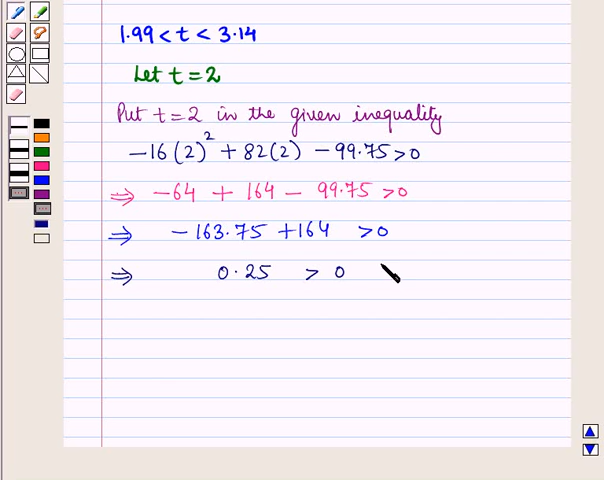 1.99 < t < 3.14
Let t = 2
Put t = 2 in the given inequality
-16(2)² + 82(2) - 99.75 > 0
⇒ -64 + 164 - 99.75 > 0
⇒ -163.75 + 164 > 0
⇒ 0.25 > 0